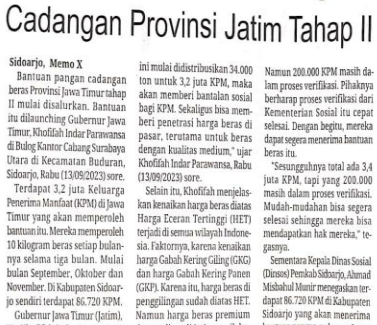 Cadangan Provinsi Jatim Tahap II
Sidoarjo, Memo X
Bantuan pangan cadangan
beras Provinsi Jawa Timur tahap
II mulai disalurkan. Bantuan
itu dilaunching Gubernur Jawa
Timur, Khofifah Indar Parawansa
di Bulog Kantor Cabang Surabaya
Utara di Kecamatan Buduran,
Sidoarjo, Rabu (13/09/2023) sore.
Terdapat 3,2 juta Keluarga
Penerima Manfaat (KPM) di Jawa
Timur yang akan memperoleh
bantuan itu. Mereka memperoleh
10 kilogram beras setiap bulan-
nya selama tiga bulan. Mulai
bulan September, Oktober dan
November. Di Kabupaten Sidoar-
jo sendiri terdapat 86.720 KPM.
Gubernur Jawa Timur (Jatim),
ini mulai didistribusikan 34.000
ton untuk 3,2 juta KPM, maka
akan memberi bantalan sosial
bagi KPM. Sekaligus bisa mem-
beri penetrasi harga beras di
pasar, terutama untuk beras
dengan kualitas medium," ujar
Khofifah Indar Parawansa, Rabu
(13/09/2023) sore.
Selain itu, Khofifah menjelas-
kan kenaikan harga beras diatas
Harga Eceran Tertinggi (HET)
terjadi di semua wilayah Indone-
sia. Faktornya, karena kenaikan
harga Gabah Kering Giling (GKG)
dan harga Gabah Kering Panen
(GKP). Karena itu, harga beras di
penggilingan sudah diatas HET.
Namun harga beras premium
Namun 200.000 KPM masih da-
lam proses verifikasi. Pihaknya
berharap proses verifikasi dari
Kementerian Sosial itu cepat
selesai. Dengan begitu, mereka
dapat segera menerima bantuan
beras itu.
"Sesungguhnya total ada 3,4
juta KPM, tapi yang 200.000
masih dalam proses verifikasi.
Mudah-mudahan bisa segera
selesai sehingga mereka bisa
mendapatkan hak mereka," te-
gasnya.
Sementara Kepala Dinas Sosial
(Dinsos) Pemkab Sidoarjo, Ahmad
Misbahul Munir menegaskan ter-
dapat 86.720 KPM di Kabupaten
Sidoarjo yang akan menerima